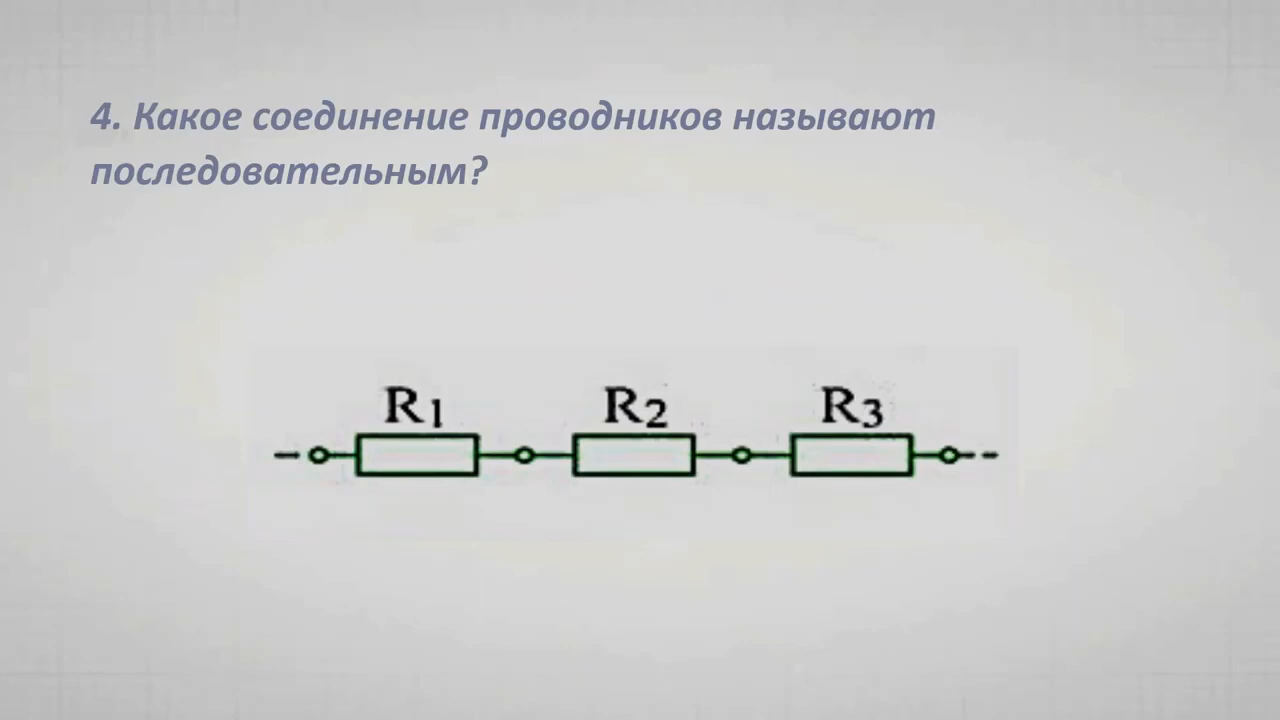 4. Какое соединение проводников называют
последовательным?
R1 R2 R3